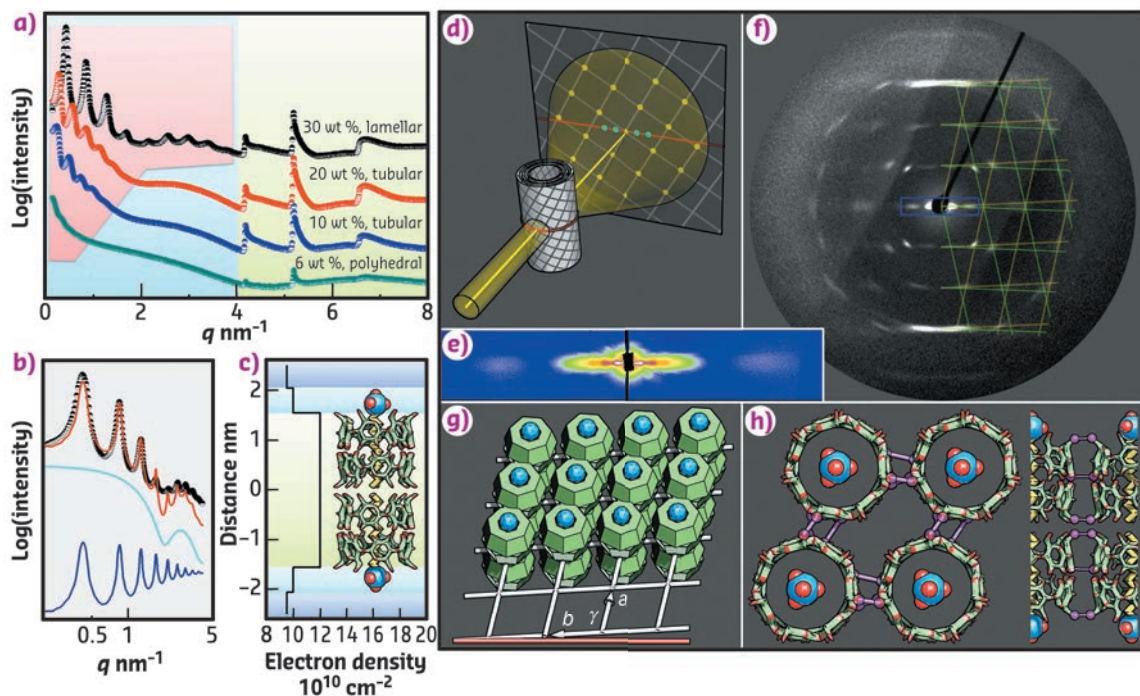 a)
Log(intensity)
30 wt %, lamellar
20 wt %, tubular
10 wt %, tubular
6 wt %, polyhedral
0 2 4 6 8
q nm-1
b)
Log(intensity)
0.5 1 5
q nm-1
c)
Distance nm
2
1
0
−1
−2
8 10 12 14 16 18 20
Electron density
10¹⁰ cm⁻²
d)
e)
f)
g)
a
b
γ
h)